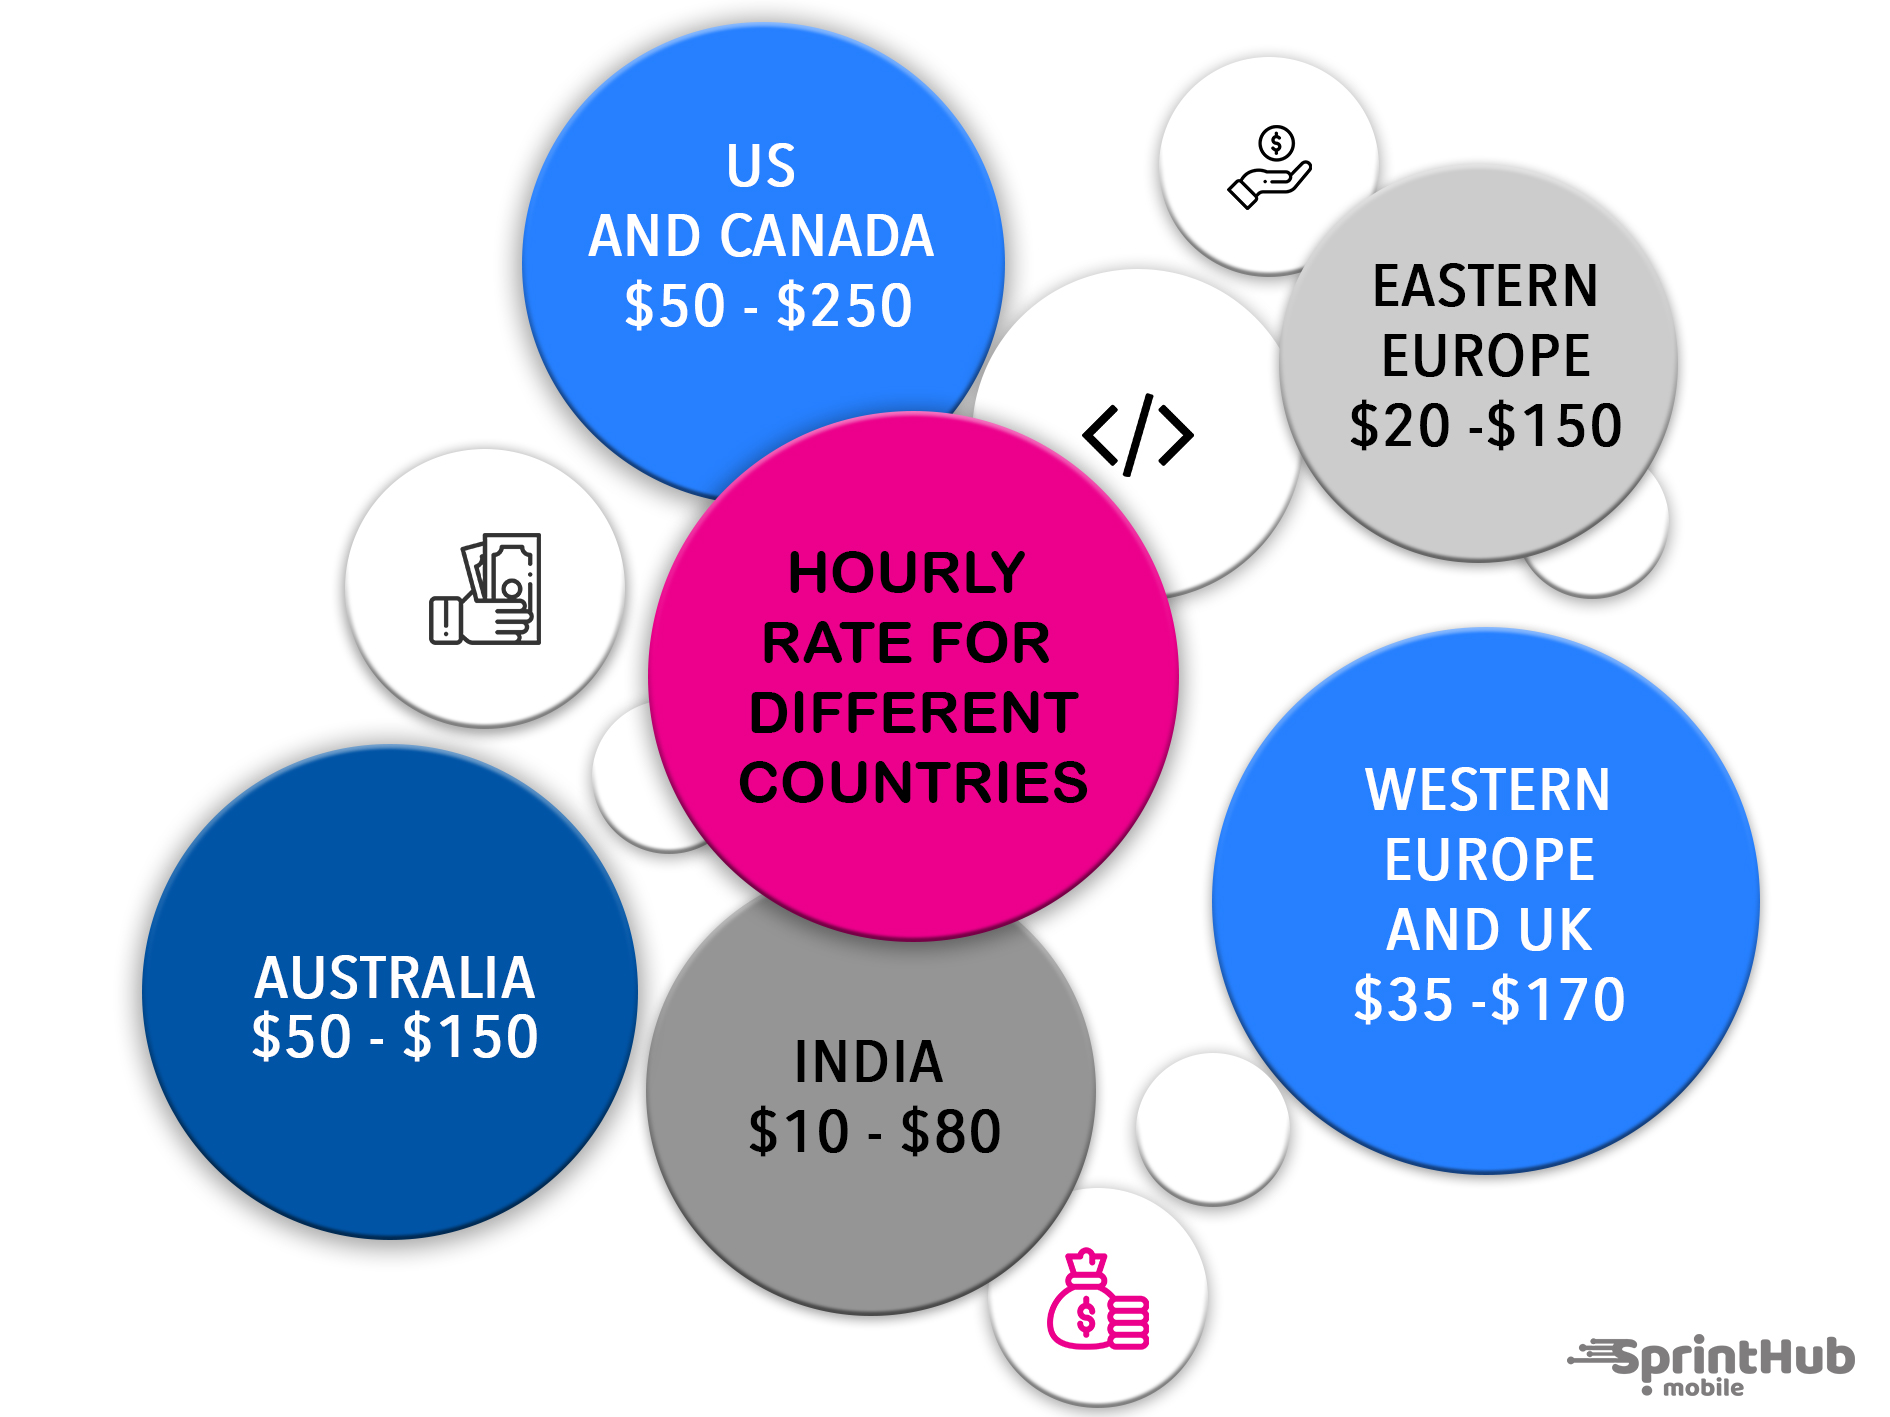 US
AND CANADA
$50 - $250
EASTERN
EUROPE
$20 -$150
HOURLY
RATE FOR
DIFFERENT
COUNTRIES
WESTERN
EUROPE
AND UK
$35 -$170
AUSTRALIA
$50 - $150
INDIA
$10 - $80
SprintHub
mobile